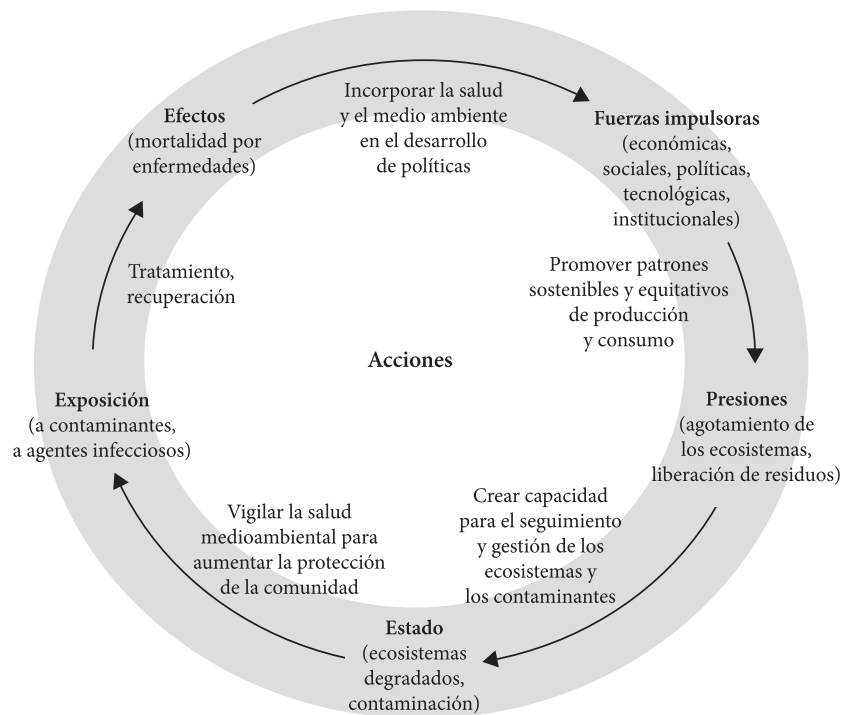 Incorporar la salud
y el medio ambiente
en el desarrollo
de políticas
Fuerzas impulsoras
(económicas,
sociales, políticas,
tecnológicas,
institucionales)
Promover patrones
sostenibles y equitativos
de producción
y consumo
Presiones
(agotamiento de
los ecosistemas,
liberación de residuos)
Crear capacidad
para el seguimiento
y gestión de los
ecosistemas y
los contaminantes
Estado
(ecosistemas
degradados,
contaminación)
Vigilar la salud
medioambiental para
aumentar la protección
de la comunidad
Exposición
(a contaminantes,
a agentes infecciosos)
Tratamiento,
recuperación
Efectos
(mortalidad por
enfermedades)
Acciones